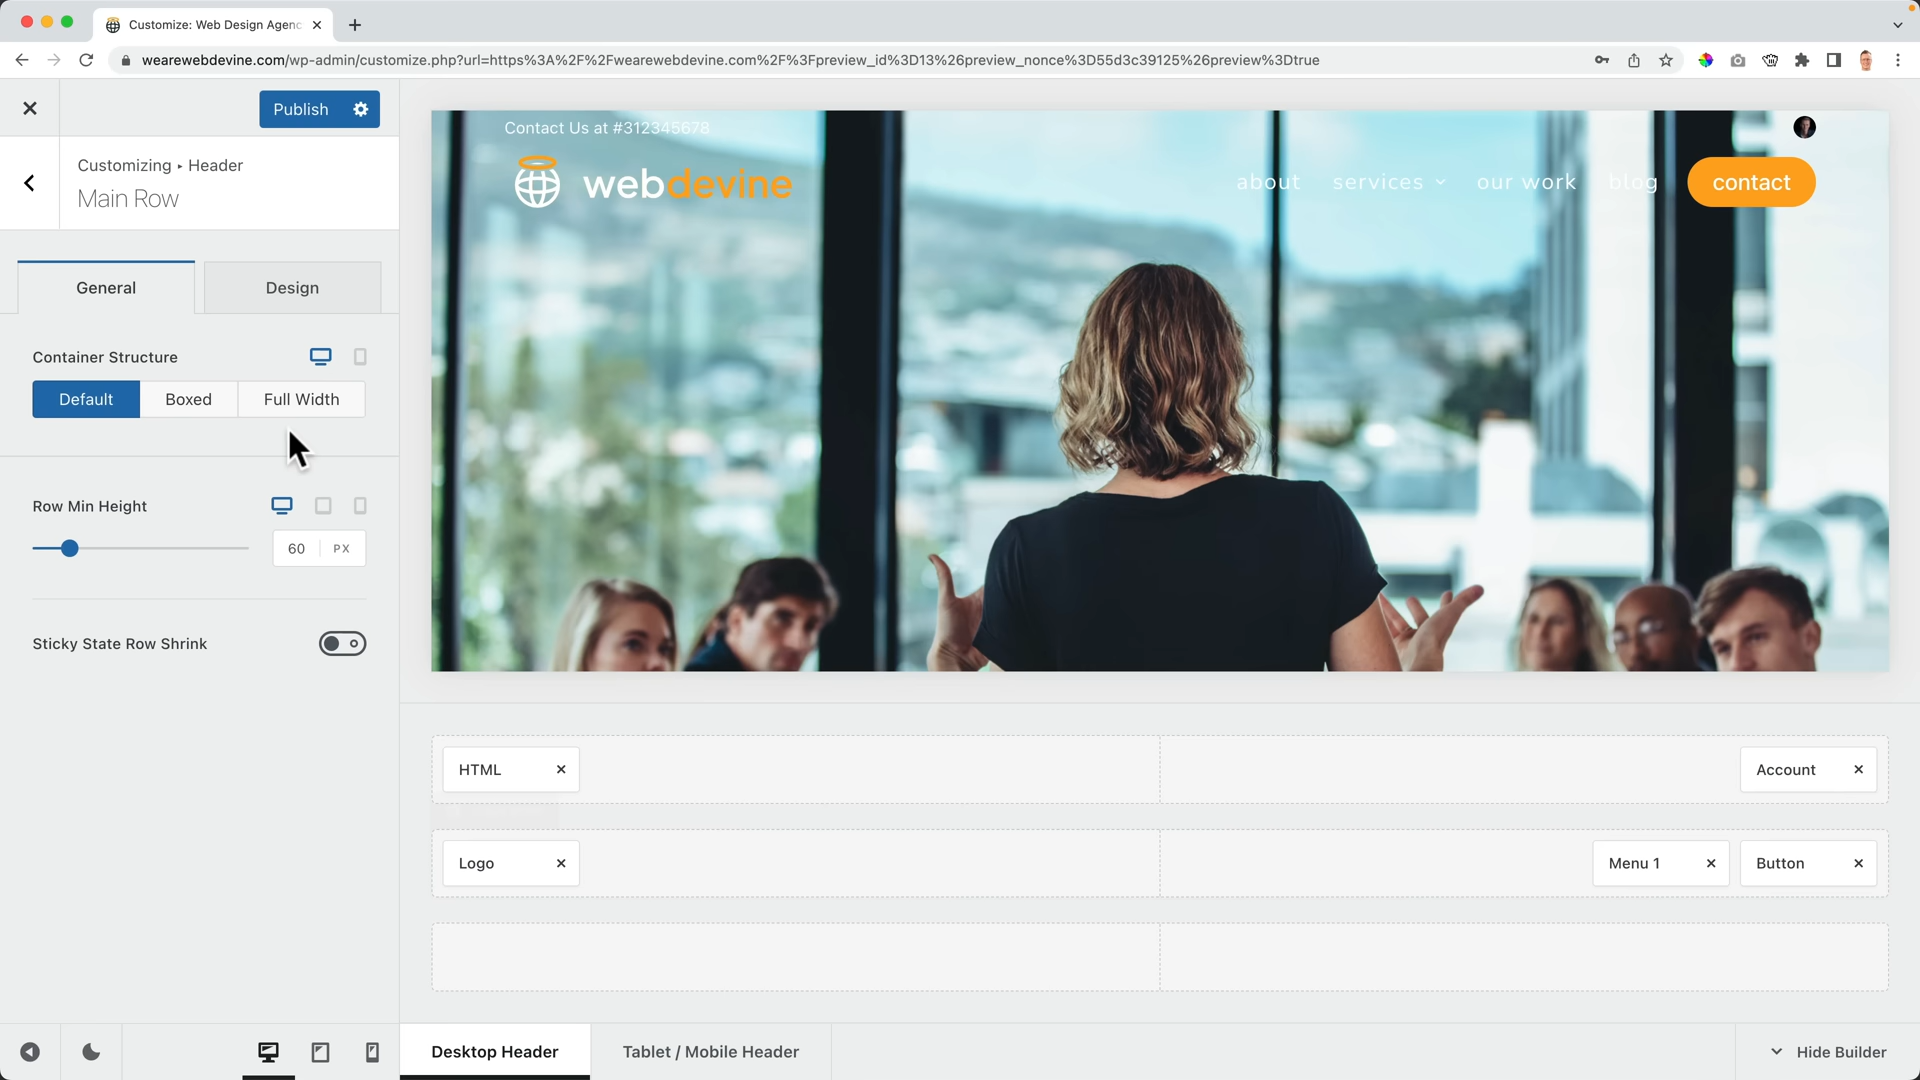 Customize: Web Design Agenc
wearewebdevine.com/wp-admin/customize.php?url=https%3A%2F%2Fwearewebdevine.com%2F%3Fpreview_id%3D13%26preview_nonce%3D55d3c39125%26preview%3Dtrue
Publish
Customizing ▸ Header
Main Row
General
Design
Container Structure
Default
Boxed
Full Width
Row Min Height
60
PX
Sticky State Row Shrink
Contact Us at #312345678
webdevine
about
services
our work
blog
contact
HTML
Account
Logo
Menu 1
Button
Desktop Header
Tablet / Mobile Header
Hide Builder